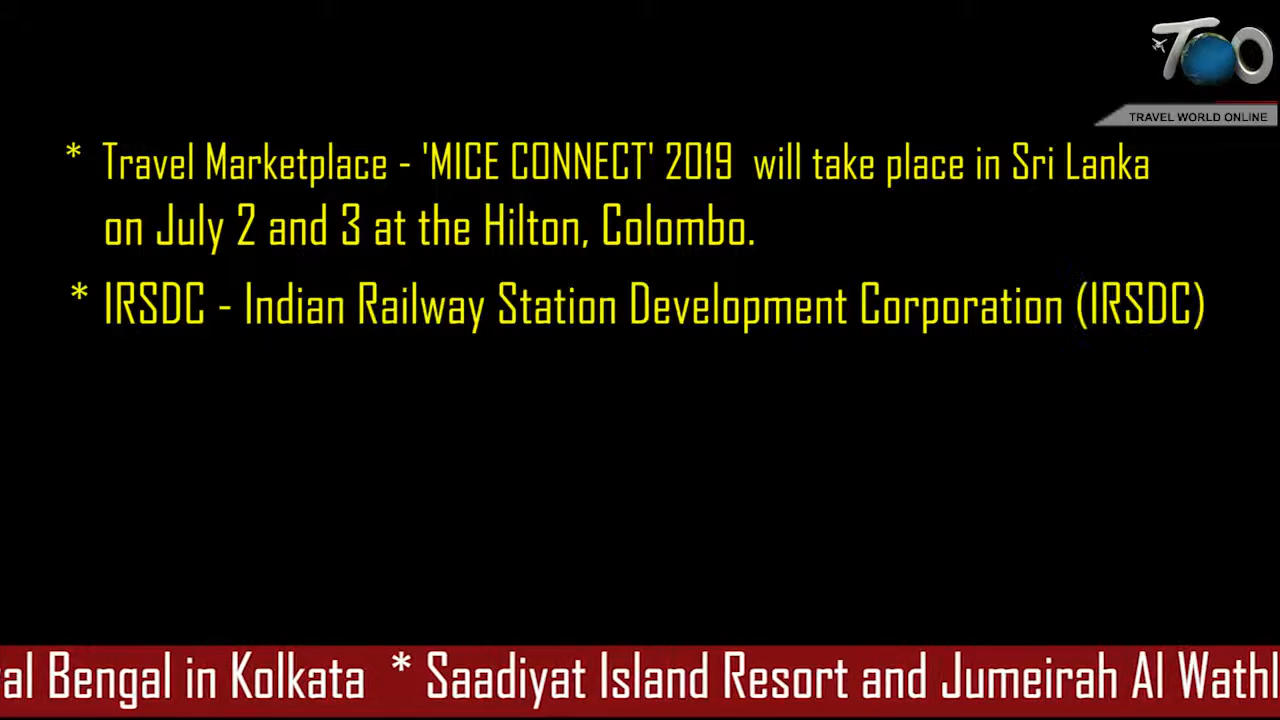 TRAVEL WORLD ONLINE
* Travel Marketplace - 'MICE CONNECT' 2019 will take place in Sri Lanka
on July 2 and 3 at the Hilton, Colombo.
* IRSDC - Indian Railway Station Development Corporation (IRSDC)
Bengal in Kolkata * Saadiyat Island Resort and Jumeirah Al